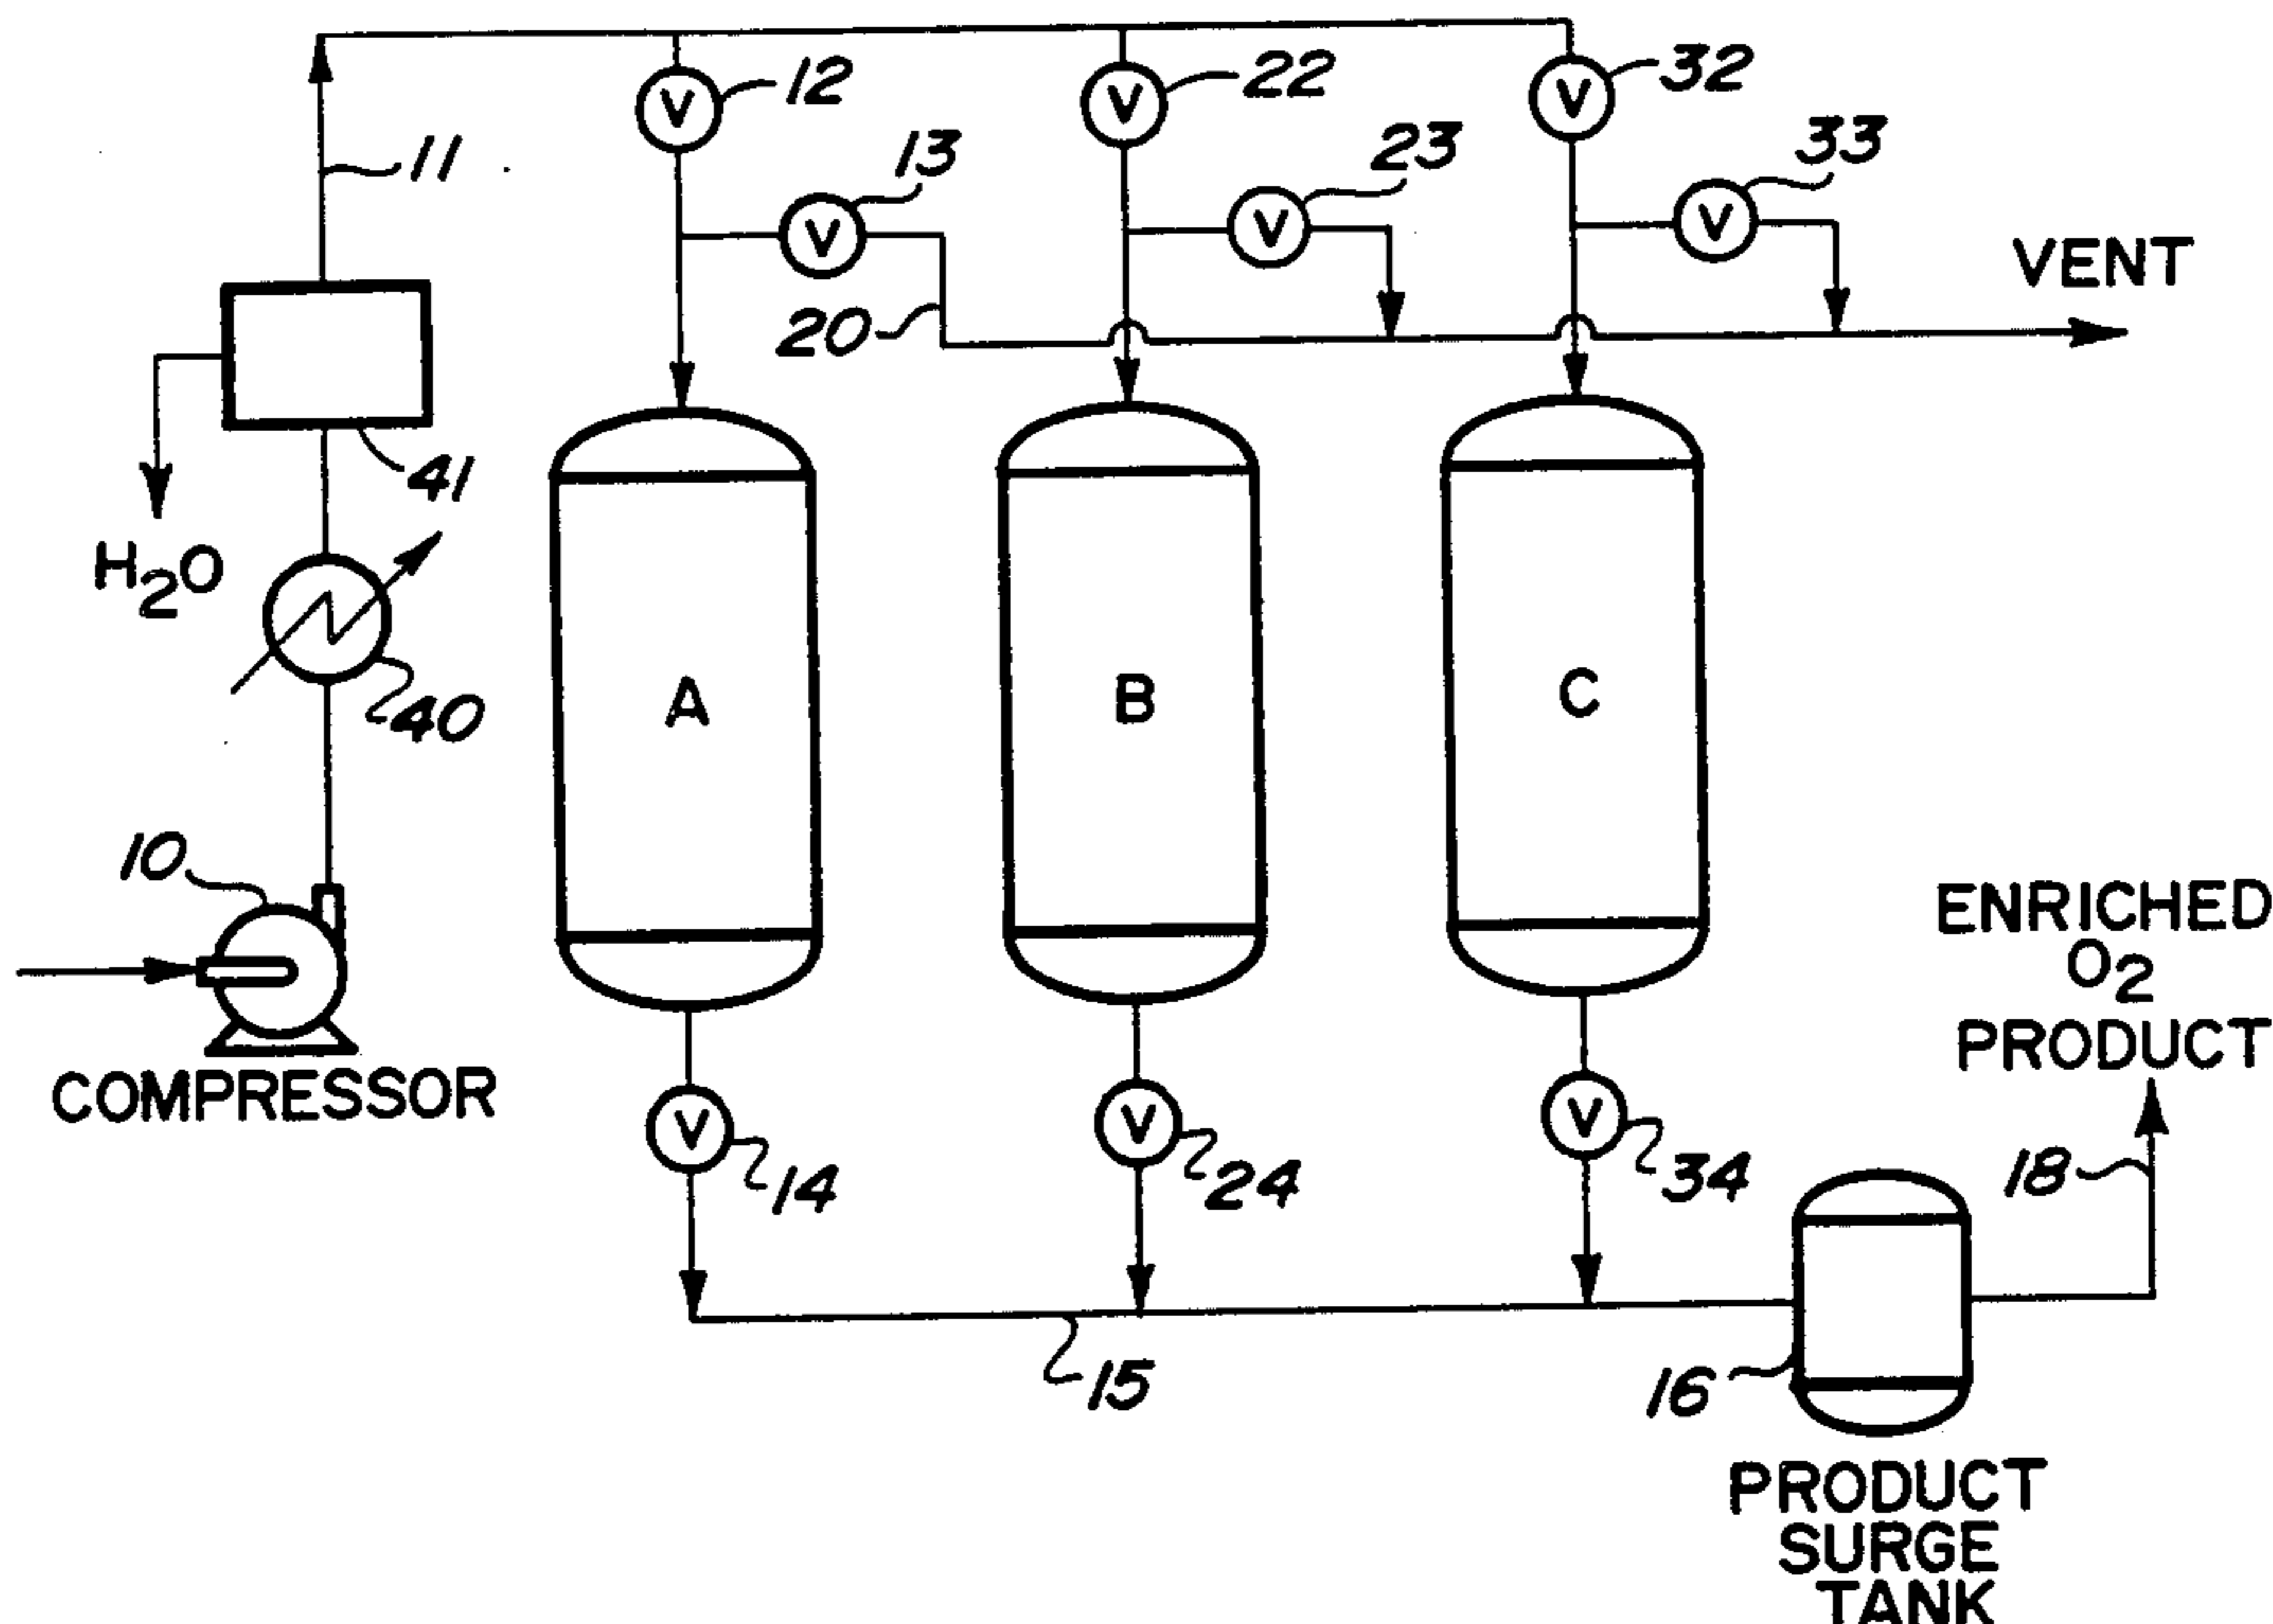 12
22
32
V
V
V
11
13
23
33
V
V
V
VENT
20
41
H2O
A
B
C
40
10
ENRICHED
O2
PRODUCT
COMPRESSOR
V
V
V
14
24
34
18
15
16
PRODUCT
SURGE
TANK